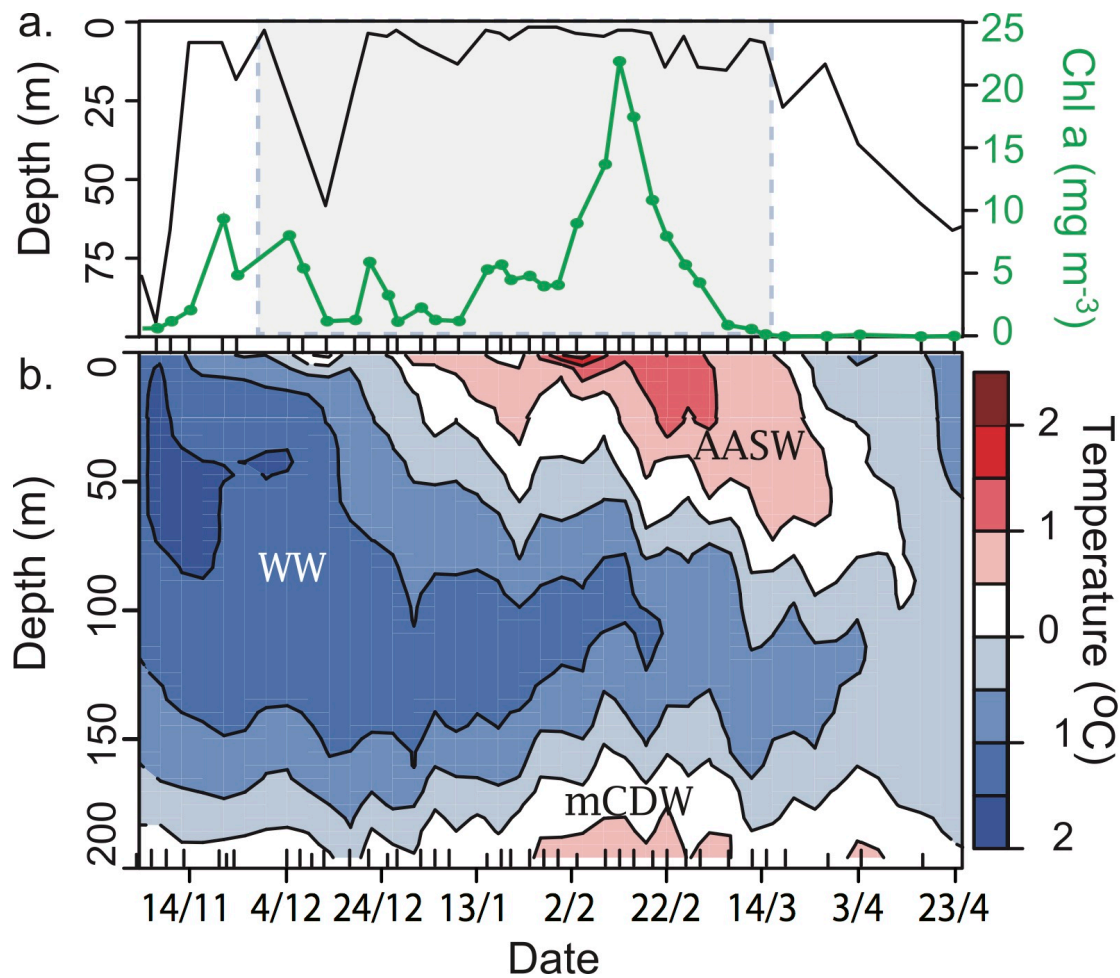 a.
Depth (m)
0
25
50
75
25
20
15
10
5
0
Chl a (mg m-3)
b.
Depth (m)
0
50
100
150
200
WW
AASW
mCDW
2
1
0
1
2
Temperature (oC)
14/11 4/12 24/12 13/1 2/2 22/2 14/3 3/4 23/4
Date